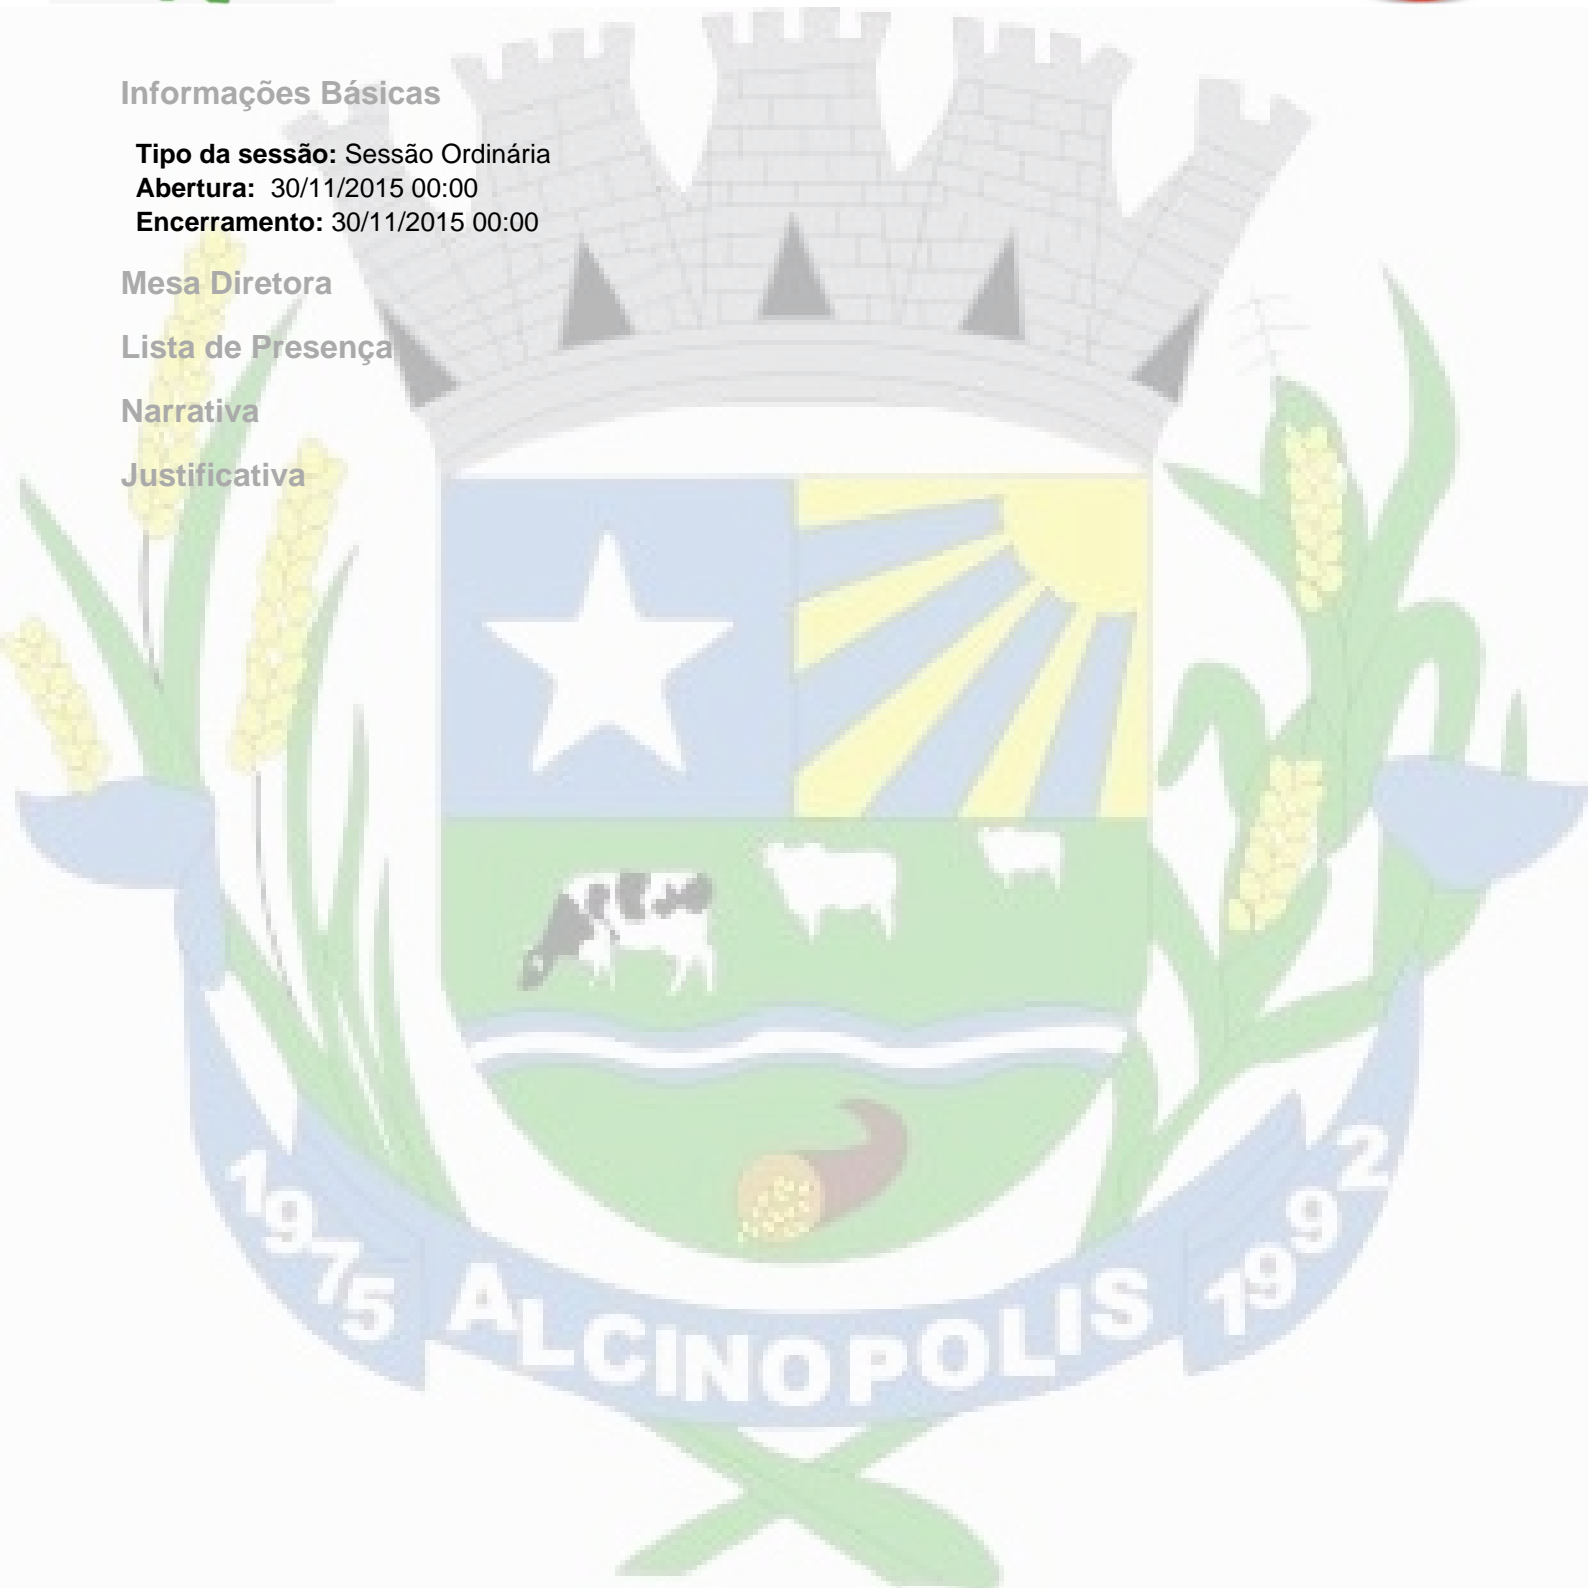 Informações Básicas
Tipo da sessão: Sessão Ordinária
Abertura: 30/11/2015 00:00
Encerramento: 30/11/2015 00:00
Mesa Diretora
Lista de Presença
Narrativa
Justificativa
1975 ALCINOPOLIS 1992